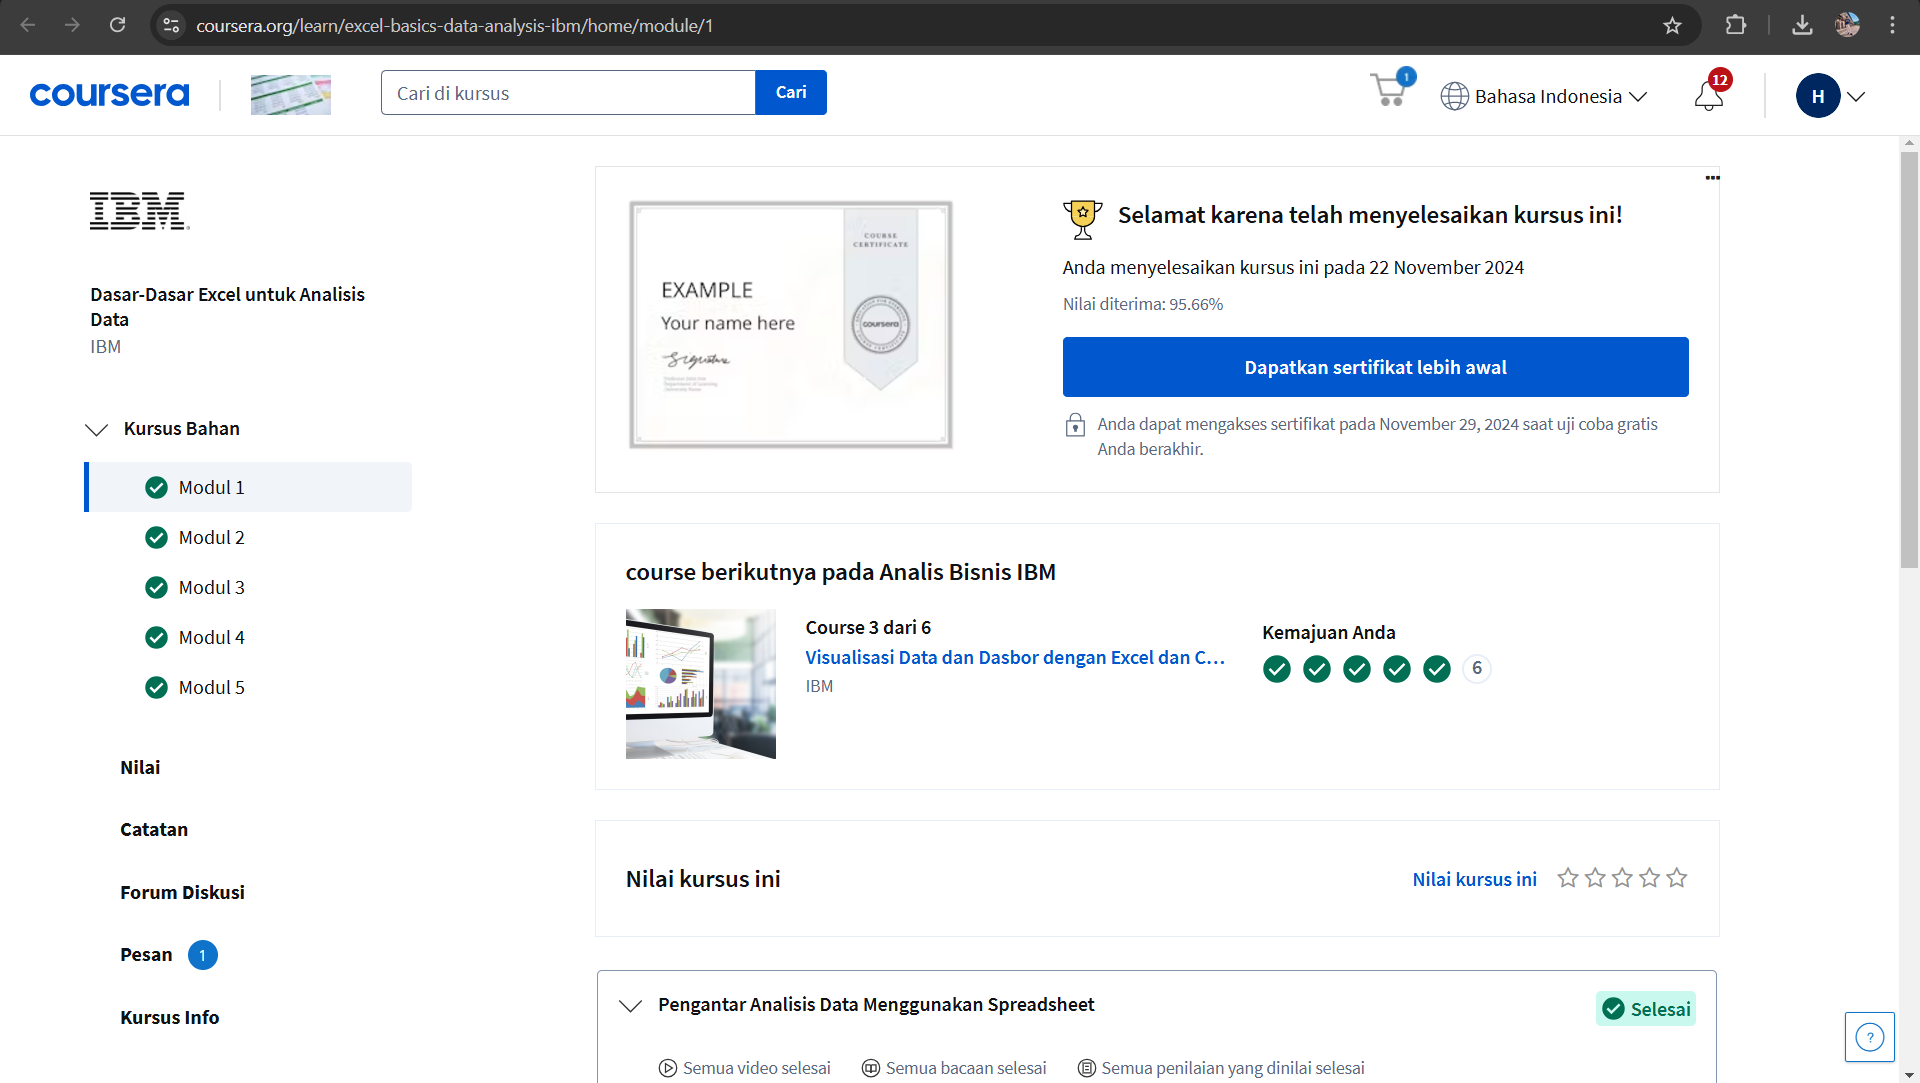 coursera.org/learn/excel-basics-data-analysis-ibm/home/module/1
coursera
Cari di kursus
Cari
1
Bahasa Indonesia
12
H
IBM
Dasar-Dasar Excel untuk Analisis
Data
IBM
Kursus Bahan
Modul 1
Modul 2
Modul 3
Modul 4
Modul 5
Nilai
Catatan
Forum Diskusi
Pesan 1
Kursus Info
COURSE
CERTIFICATE
EXAMPLE
Your name here
coursera
Signature
Selamat karena telah menyelesaikan kursus ini!
Anda menyelesaikan kursus ini pada 22 November 2024
Nilai diterima: 95.66%
Dapatkan sertifikat lebih awal
Anda dapat mengakses sertifikat pada November 29, 2024 saat uji coba gratis
Anda berakhir.
course berikutnya pada Analis Bisnis IBM
Course 3 dari 6
Visualisasi Data dan Dasbor dengan Excel dan C...
IBM
Kemajuan Anda
6
Nilai kursus ini
Nilai kursus ini
Pengantar Analisis Data Menggunakan Spreadsheet
Selesai
Semua video selesai
Semua bacaan selesai
Semua penilaian yang dinilai selesai
?